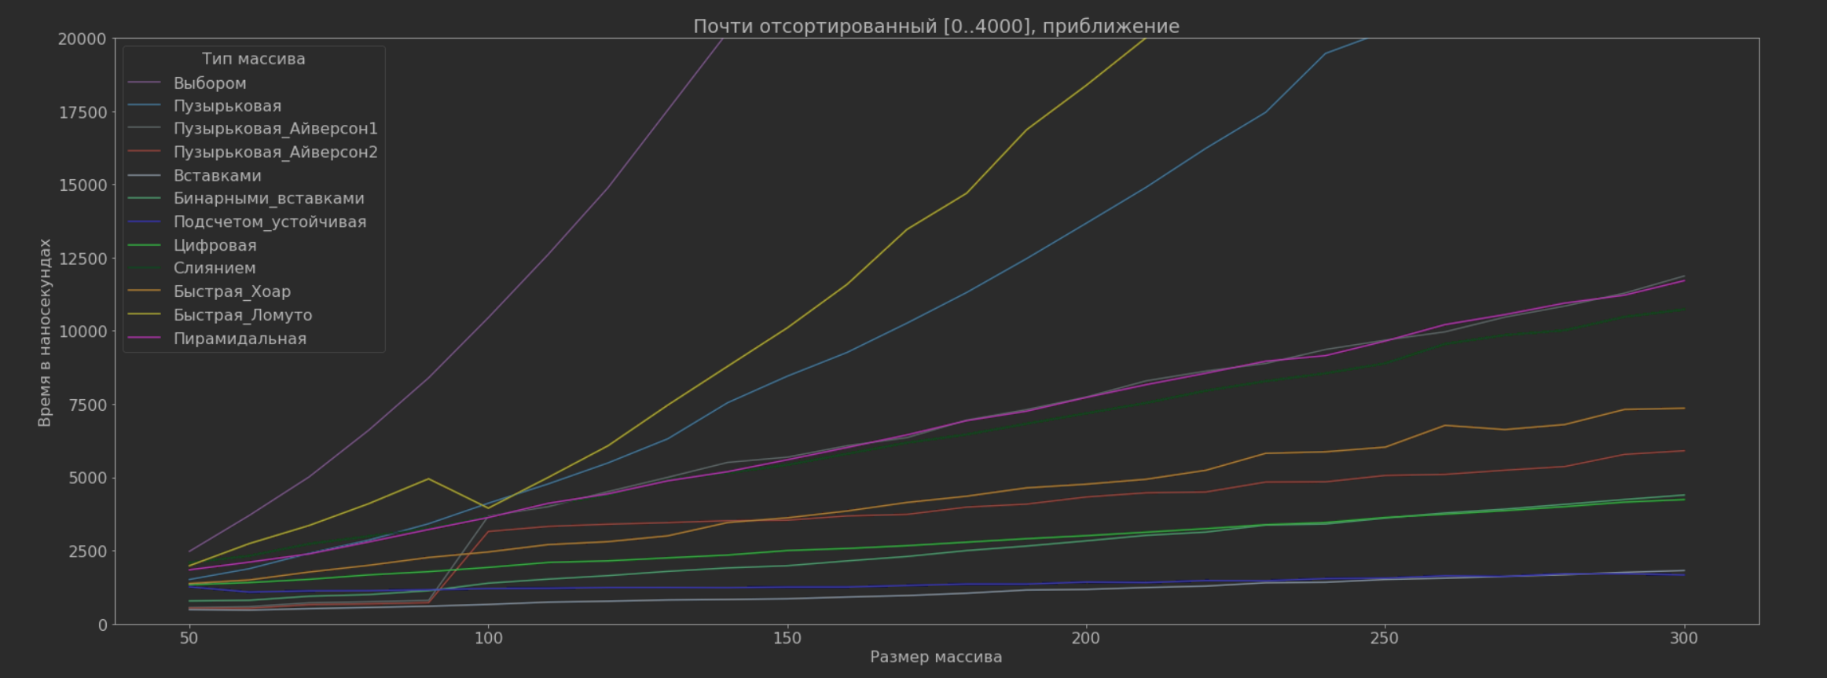 Почти отсортированный [0..4000], приближение
20000
17500
15000
12500
10000
7500
5000
2500
0
Время в наносекундах
Тип массива
Выбором
Пузырьковая
Пузырьковая_Айверсон1
Пузырьковая_Айверсон2
Вставками
Бинарными_вставками
Подсчетом_устойчивая
Цифровая
Слиянием
Быстрая_Хоар
Быстрая_Ломуто
Пирамидальная
50 100 150 200 250 300
Размер массива